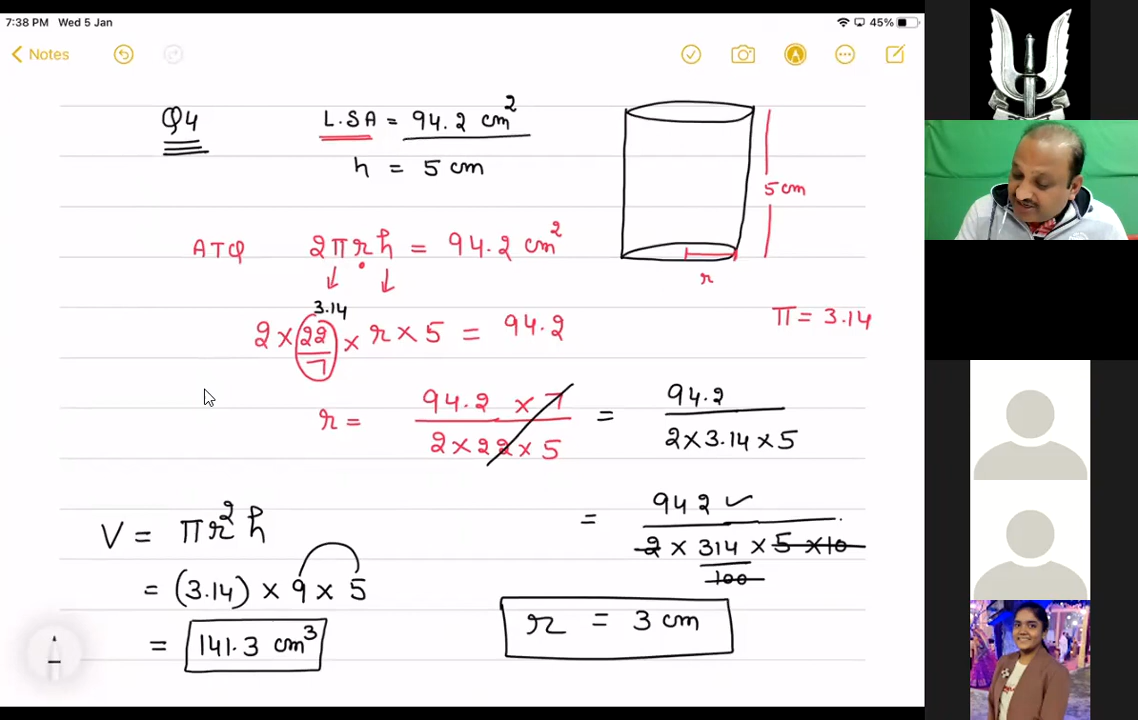 7:38 PM Wed 5 Jan
45%
Notes
Q4
L.SA = 94.2 cm²
h = 5 cm
5 cm
r
ATQ 2πrh = 94.2 cm²
3.14
2 × 22/7 × r × 5 = 94.2
π = 3.14
r = 94.2 × 7 / 2 × 22 × 5 = 94.2 / 2 × 3.14 × 5
= 942 ✓ / 2 × 314/100 × 5 × 10
r = 3 cm
V = πr²h
= (3.14) × 9 × 5
= 141.3 cm³